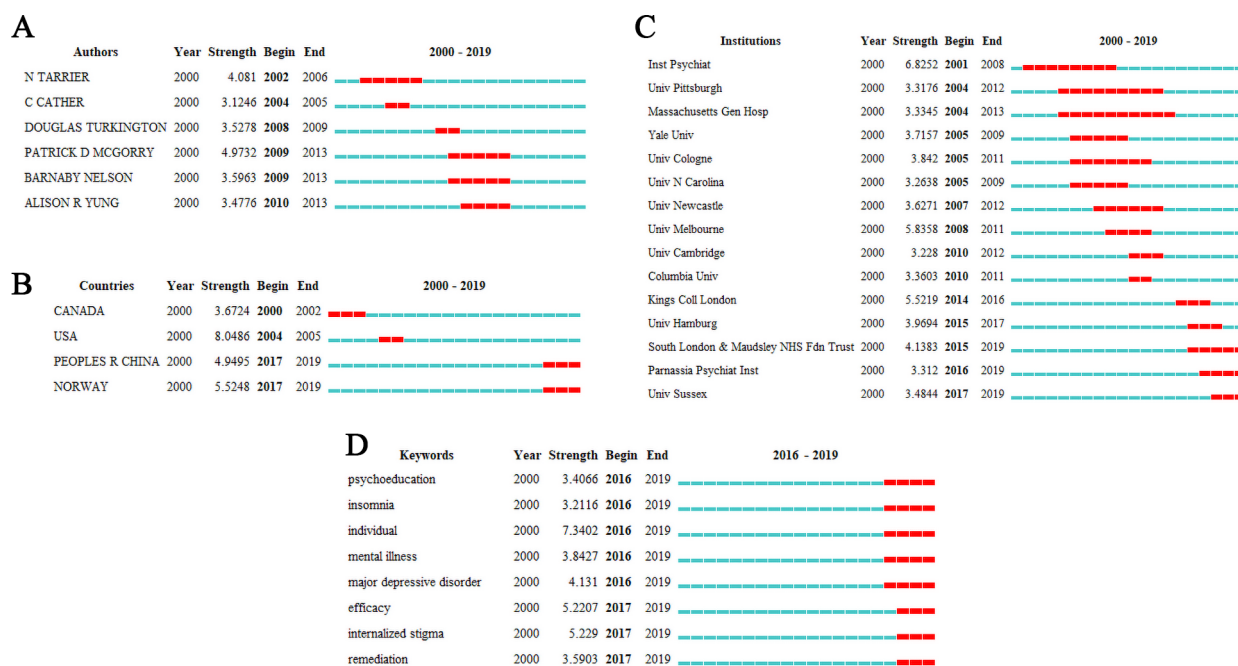 A
Authors Year Strength Begin End 2000 - 2019
N TARRIER 2000 4.081 2002 2006
C CATHER 2000 3.1246 2004 2005
DOUGLAS TURKINGTON 2000 3.5278 2008 2009
PATRICK D MCGORRY 2000 4.9732 2009 2013
BARNABY NELSON 2000 3.5963 2009 2013
ALISON R YUNG 2000 3.4776 2010 2013
B
Countries Year Strength Begin End 2000 - 2019
CANADA 2000 3.6724 2000 2002
USA 2000 8.0486 2004 2005
PEOPLES R CHINA 2000 4.9495 2017 2019
NORWAY 2000 5.5248 2017 2019
C
Institutions Year Strength Begin End 2000 - 2019
Inst Psychiat 2000 6.8252 2001 2008
Univ Pittsburgh 2000 3.3176 2004 2012
Massachusetts Gen Hosp 2000 3.3345 2004 2013
Yale Univ 2000 3.7157 2005 2009
Univ Cologne 2000 3.842 2005 2011
Univ N Carolina 2000 3.2638 2005 2009
Univ Newcastle 2000 3.6271 2007 2012
Univ Melbourne 2000 5.8358 2008 2011
Univ Cambridge 2000 3.228 2010 2012
Columbia Univ 2000 3.3603 2010 2011
Kings Coll London 2000 5.5219 2014 2016
Univ Hamburg 2000 3.9694 2015 2017
South London & Maudsley NHS Fdn Trust 2000 4.1383 2015 2019
Parnassia Psychiat Inst 2000 3.312 2016 2019
Univ Sussex 2000 3.4844 2017 2019
D
Keywords Year Strength Begin End 2016 - 2019
psychoeducation 2000 3.4066 2016 2019
insomnia 2000 3.2116 2016 2019
individual 2000 7.3402 2016 2019
mental illness 2000 3.8427 2016 2019
major depressive disorder 2000 4.131 2016 2019
efficacy 2000 5.2207 2017 2019
internalized stigma 2000 5.229 2017 2019
remediation 2000 3.5903 2017 2019